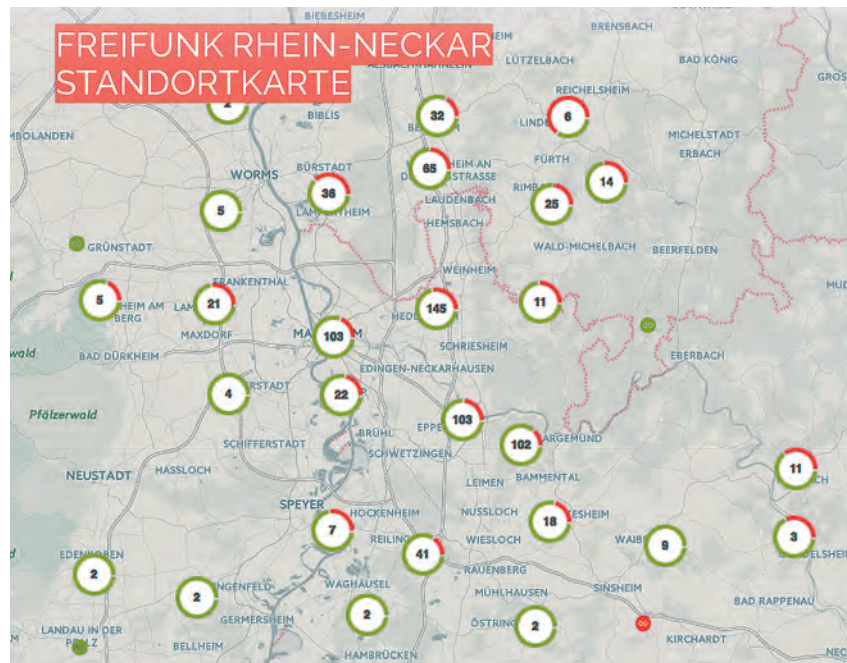 FREIFUNK RHEIN-NECKAR
STANDORTKARTE
BIEBESHEIM
BRENSBACH
LÜTZELBACH
BAD KÖNIG
REICHELSHEIM
2
BIBLIS
32
6
MICHELSTADT
ERBACH
BÜRSTADT
WORMS
65
FÜRTH
14
36
25
LAUDENBACH
5
HEMSBACH
GRÜNSTADT
WALD-MICHELBACH
BEERFELDEN
WEINHEIM
FRANKENTHAL
5
21
145
11
BERG
MAXDORF
103
SCHRIESHEIM
BAD DÜRKHEIM
EBERBACH
EDINGEN-NECKARHAUSEN
4
22
Pfälzerwald
103
BRÜHL
102
SCHIFFERSTADT
SCHWETZINGEN
HASSLOCH
11
NEUSTADT
LEIMEN
BAMMENTAL
SPEYER
HOCKENHEIM
NUSSLOCH
7
18
WIESLOCH
3
41
9
EDENKOBEN
2
RAUENBERG
WAGHÄUSEL
SINSHEIM
2
MÜHLHAUSEN
BAD RAPPENAU
GERMERSHEIM
2
2
LANDAU IN DER
KIRCHARDT
BELLHEIM
HAMBRÜCKEN